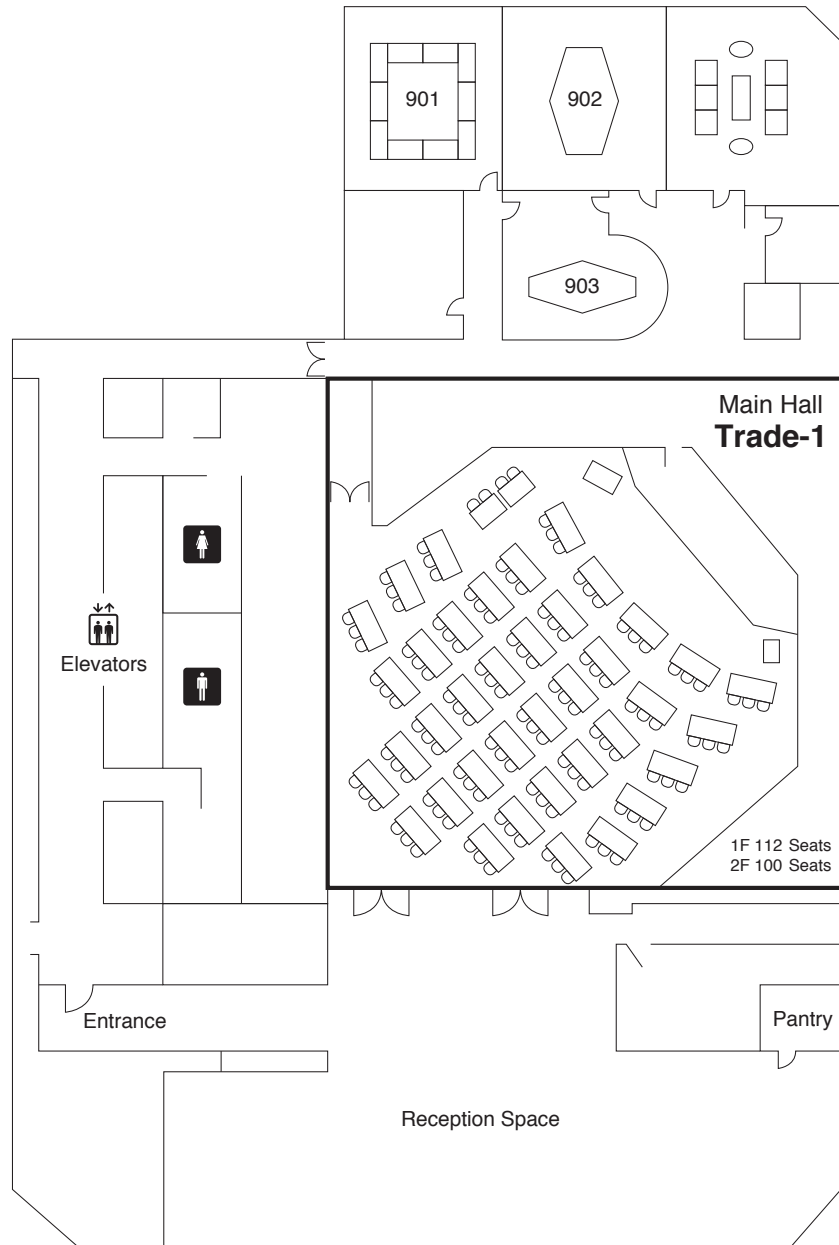 901
902
903
Main Hall
Trade-1
Elevators
1F 112 Seats
2F 100 Seats
Entrance
Pantry
Reception Space